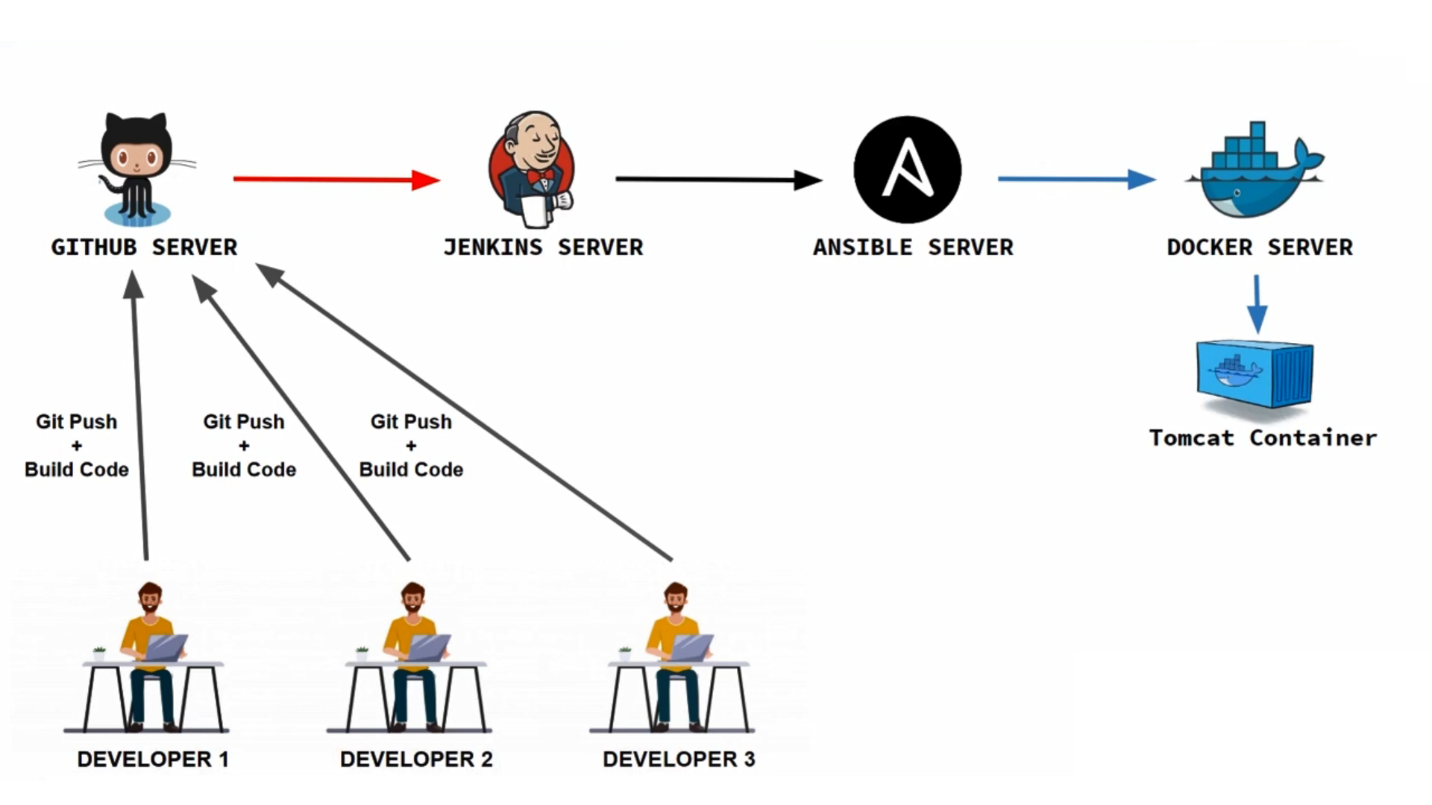 GITHUB SERVER
JENKINS SERVER
ANSIBLE SERVER
DOCKER SERVER
Tomcat Container
Git Push
+
Build Code
Git Push
+
Build Code
Git Push
+
Build Code
DEVELOPER 1
DEVELOPER 2
DEVELOPER 3